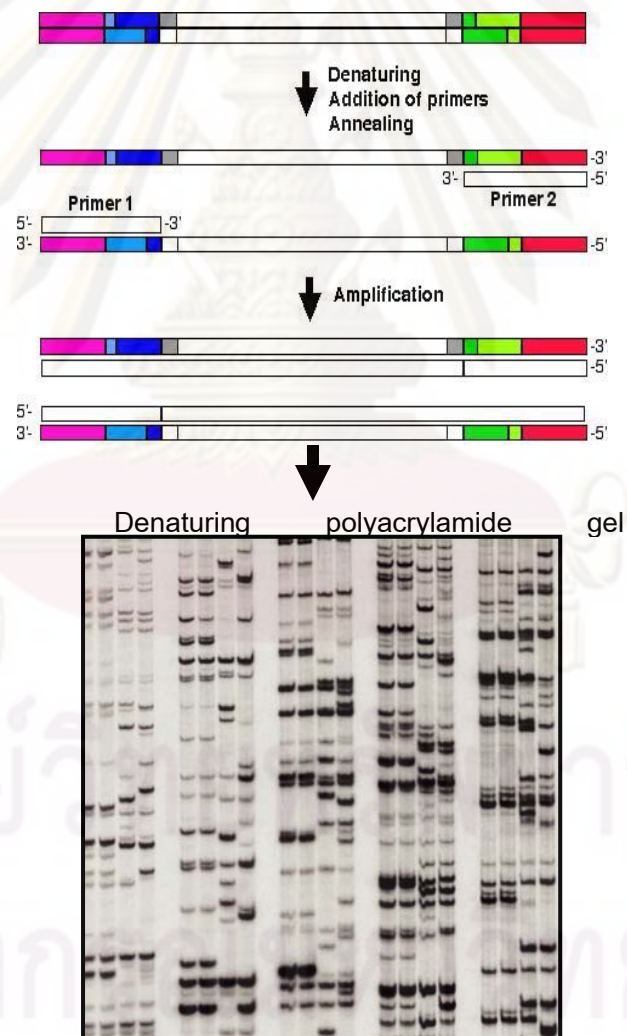 Denaturing
Addition of primers
Annealing
-3'
3'- -5'
Primer 1 Primer 2
5'- -3'
3'- -5'
Amplification
-3'
-5'
5'-
3'- -5'
Denaturing polyacrylamide gel